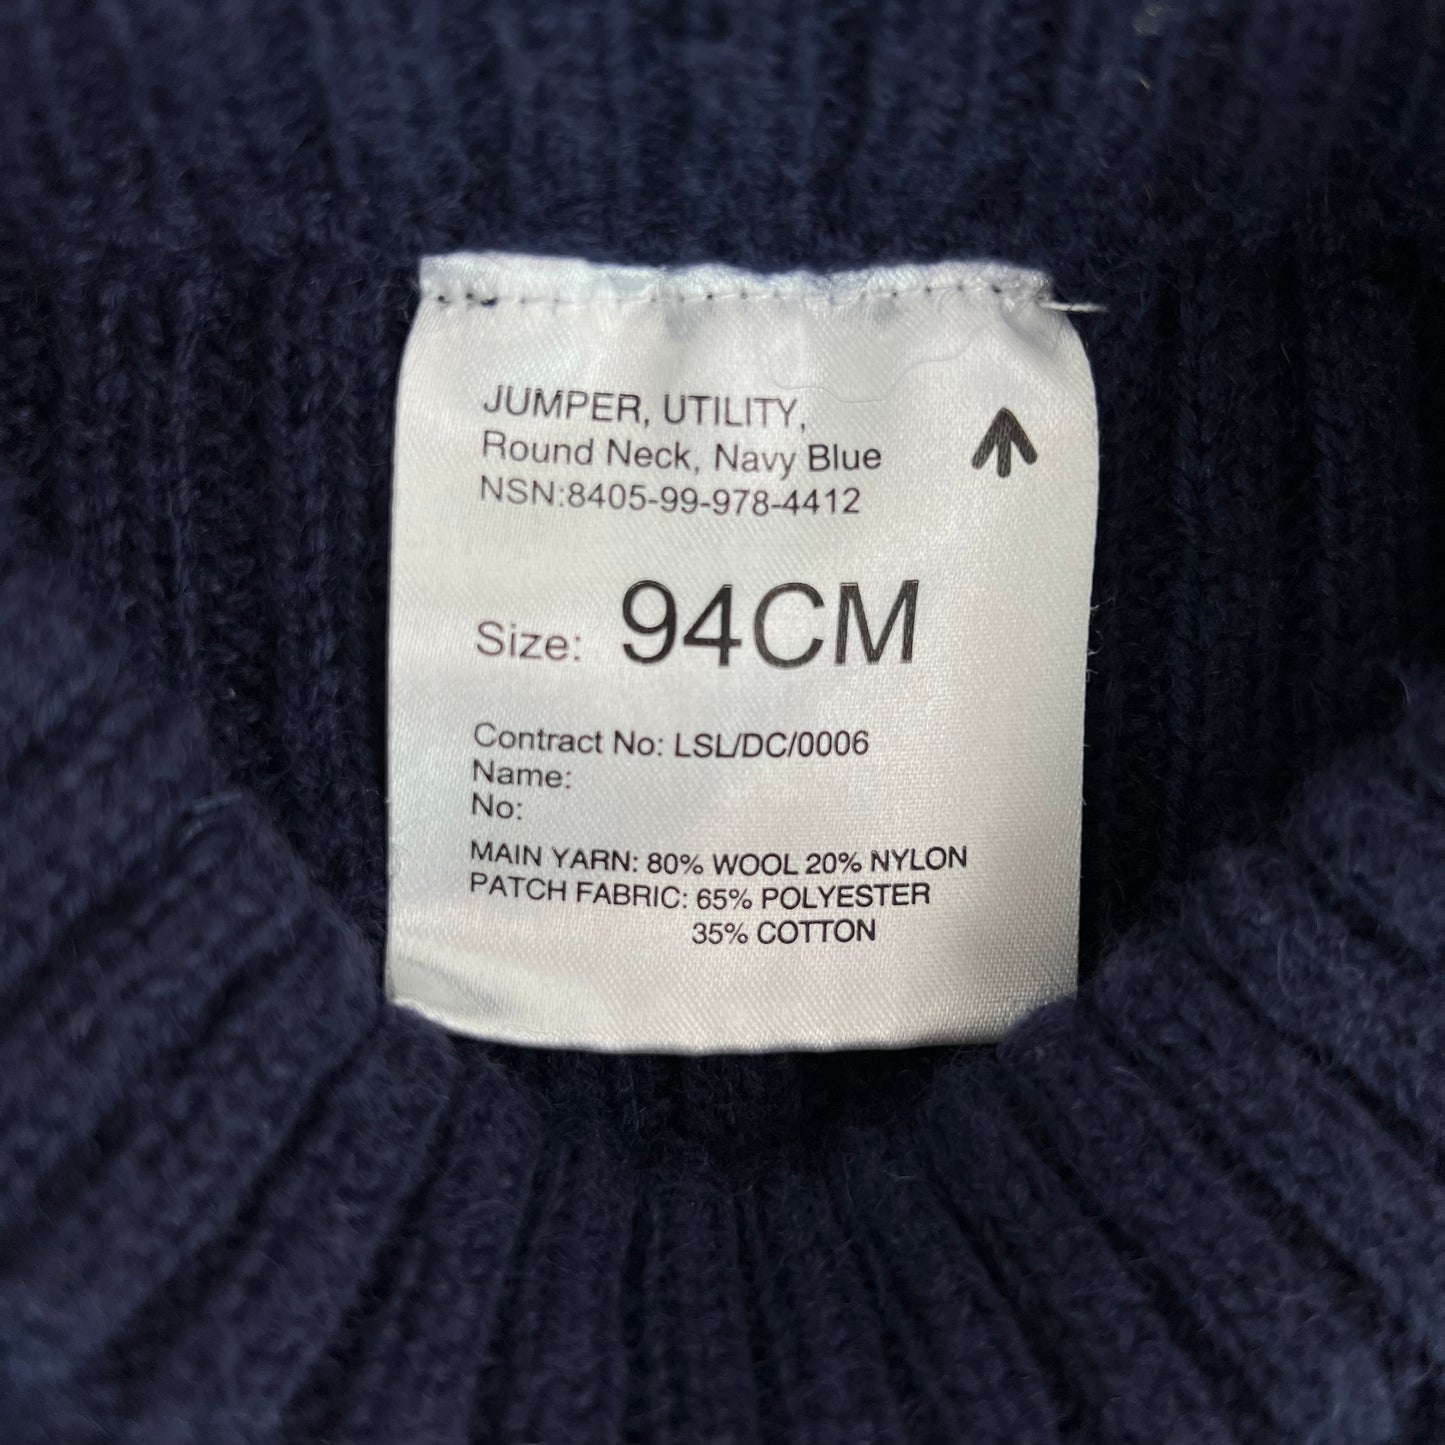 JUMPER, UTILITY,
Round Neck, Navy Blue
NSN:8405-99-978-4412
Size: 94CM
Contract No: LSL/DC/0006
Name:
No:
MAIN YARN: 80% WOOL 20% NYLON
PATCH FABRIC: 65% POLYESTER
35% COTTON